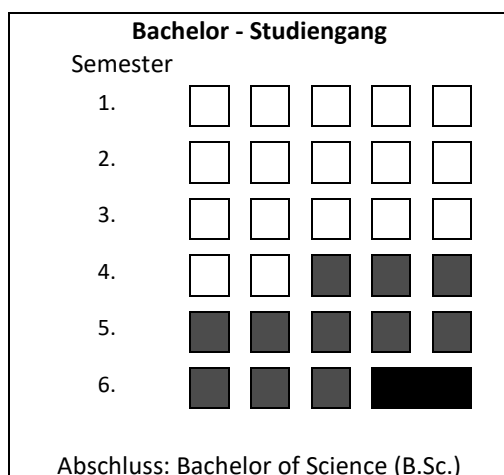 Bachelor - Studiengang
Semester
1.
2.
3.
4.
5.
6.
Abschluss: Bachelor of Science (B.Sc.)